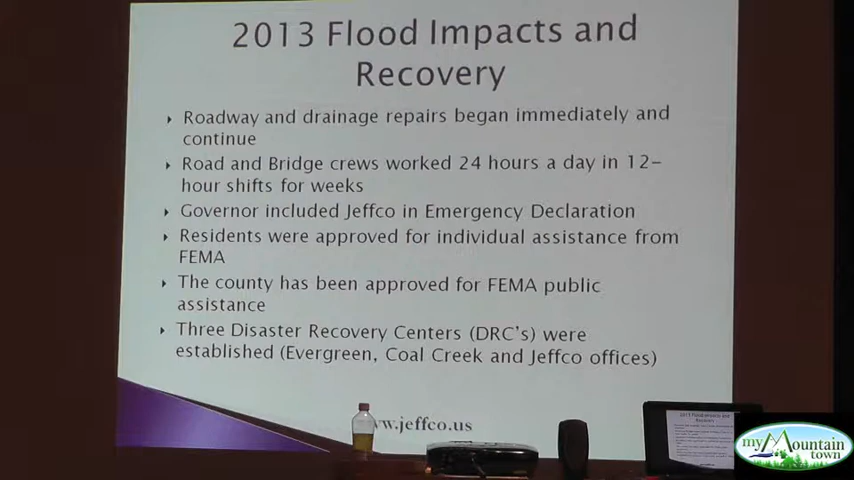 2013 Flood Impacts and
Recovery
Roadway and drainage repairs began immediately and
continue
Road and Bridge crews worked 24 hours a day in 12-
hour shifts for weeks
Governor included Jeffco in Emergency Declaration
Residents were approved for individual assistance from
FEMA
The county has been approved for FEMA public
assistance
Three Disaster Recovery Centers (DRC's) were
established (Evergreen, Coal Creek and Jeffco offices)
ww.jeffco.us
myMountain
town